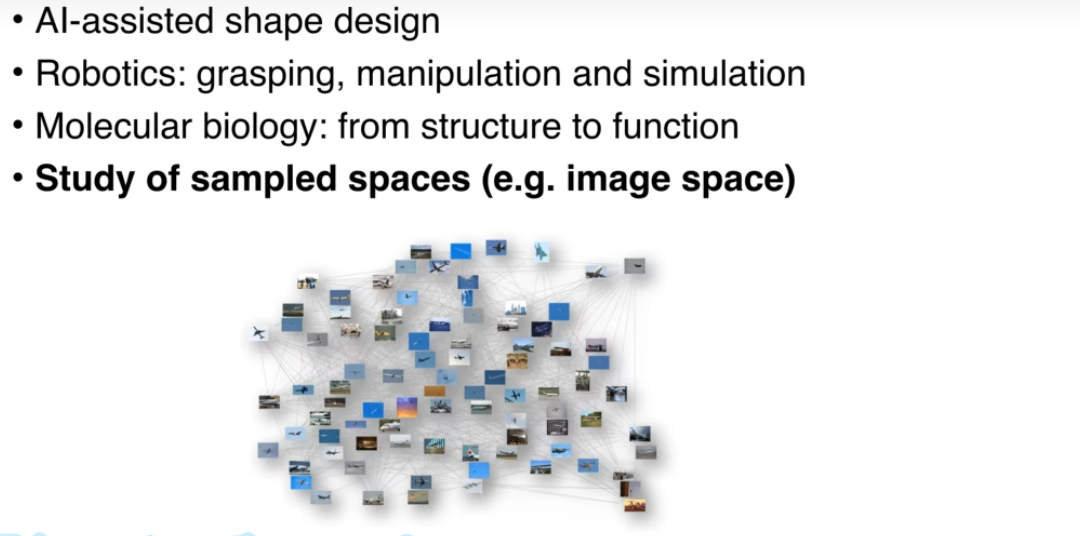 • AI-assisted shape design
• Robotics: grasping, manipulation and simulation
• Molecular biology: from structure to function
• Study of sampled spaces (e.g. image space)